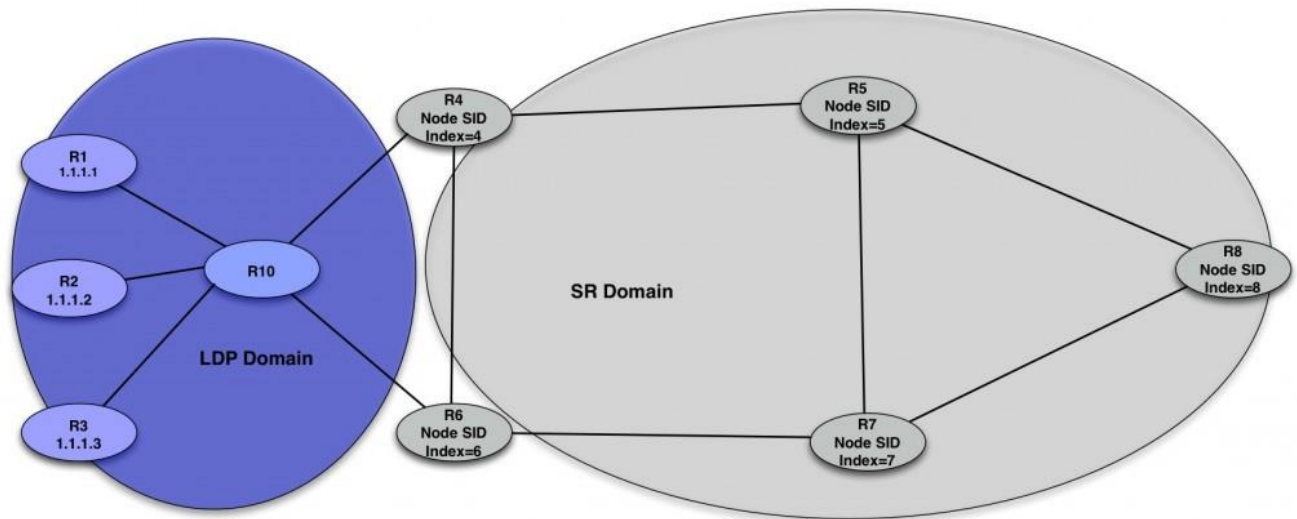 R1
1.1.1.1
R2
1.1.1.2
R3
1.1.1.3
R10
LDP Domain
R4
Node SID
Index=4
R6
Node SID
Index=6
SR Domain
R5
Node SID
Index=5
R7
Node SID
Index=7
R8
Node SID
Index=8